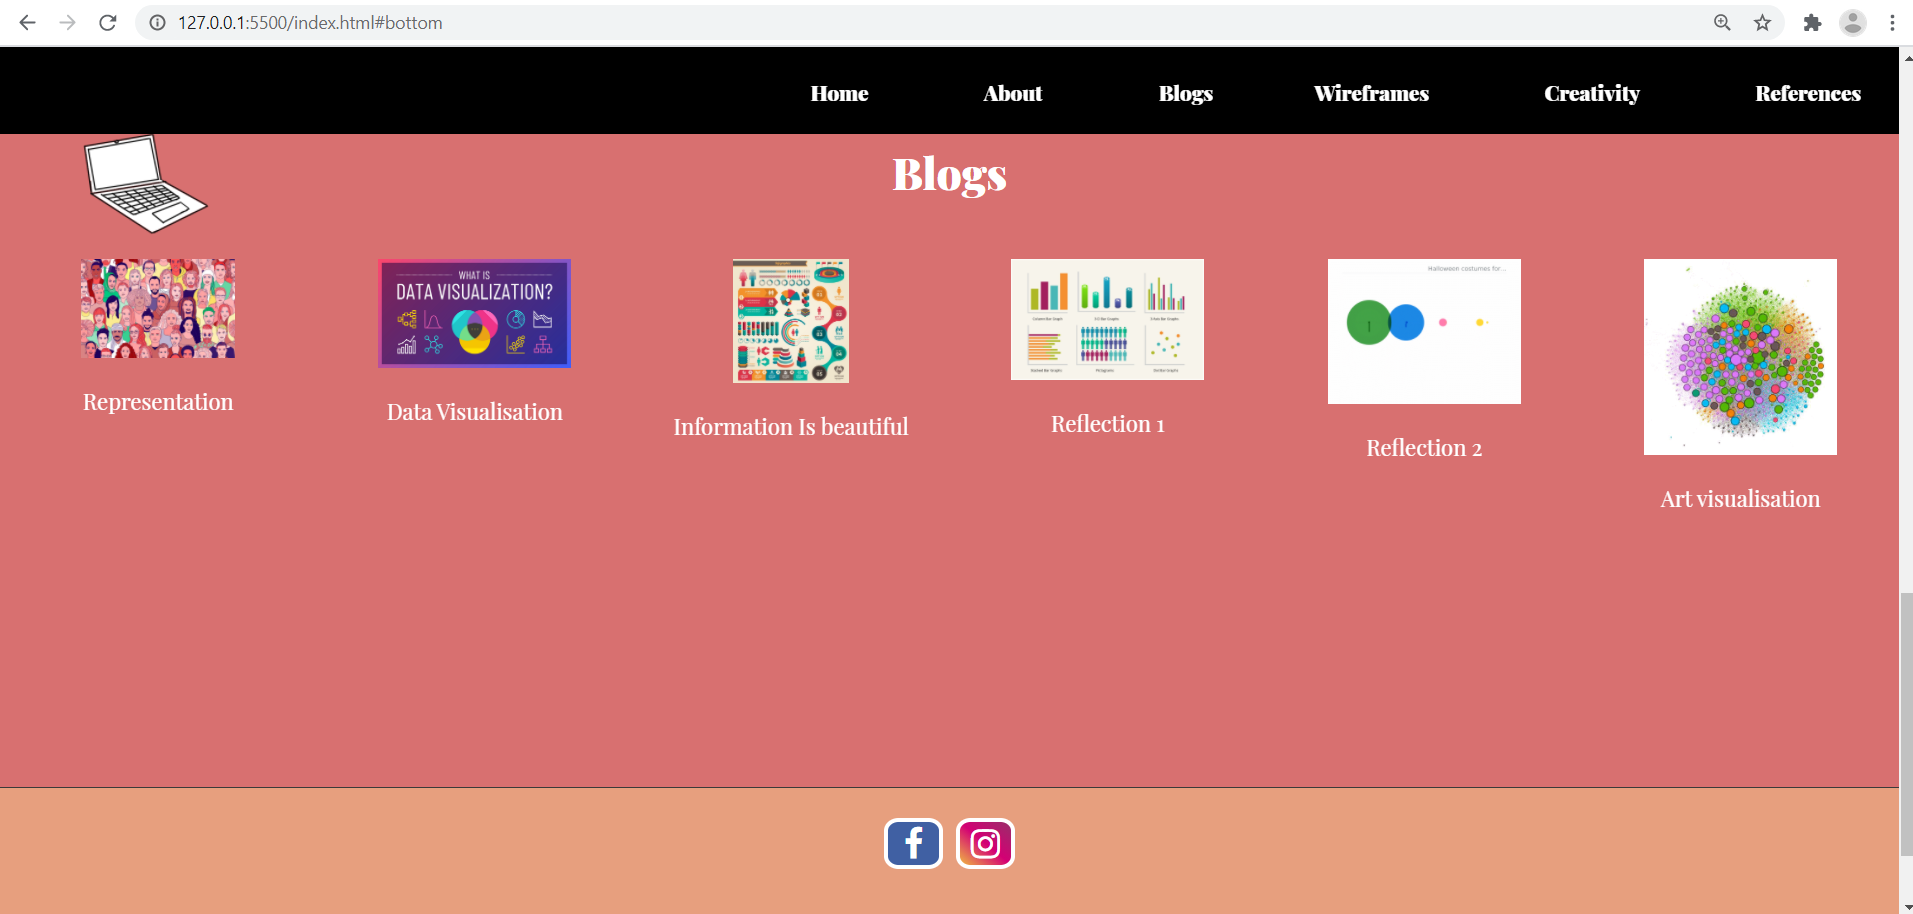 127.0.0.1:5500/index.html#bottom
Home About Blogs Wireframes Creativity References
Blogs
WHAT IS
DATA VISUALIZATION?
Halloween costumes for...
Representation
Data Visualisation
Information Is beautiful
Reflection 1
Reflection 2
Art visualisation